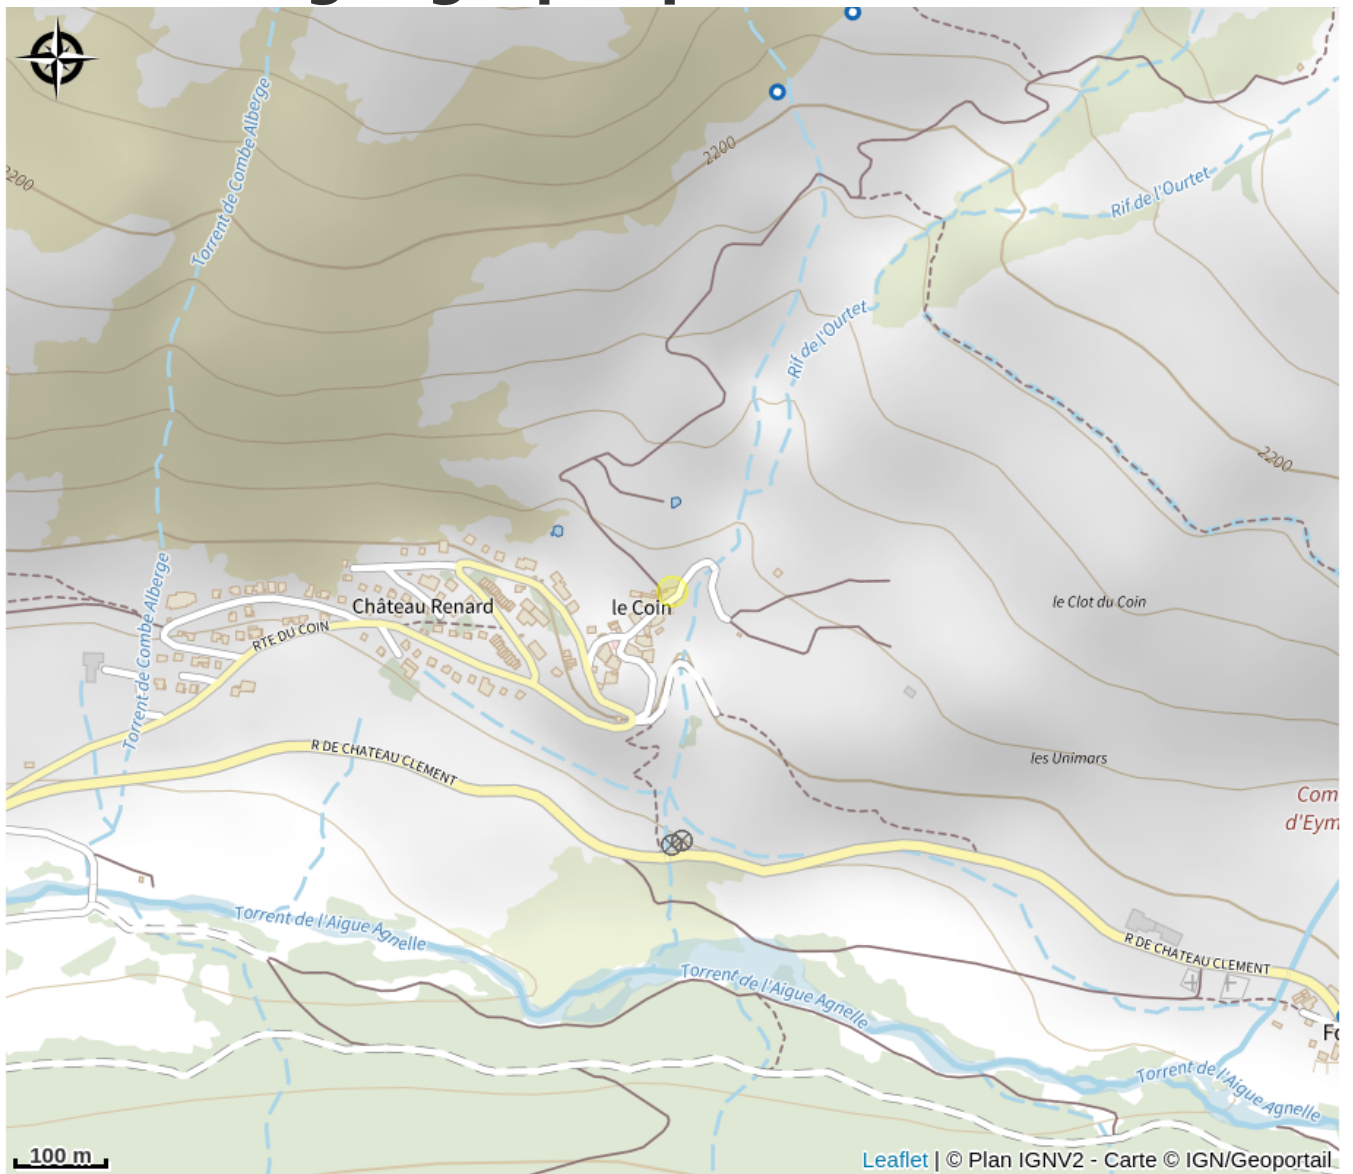 2200
Torrent de Combe Alberge
2200
Rif de l'Ourtet
Rif de l'Ourtet
2200
Château Renard
le Coin
le Clot du Coin
RTE DU COIN
Torrent de Combe Alberge
R DE CHATEAU CLEMENT
les Unimars
Com
d'Eym
Torrent de l'Aigue Agnelle
R DE CHATEAU CLEMENT
Torrent de l'Aigue Agnelle
Fo
Torrent de l'Aigue Agnelle
100 m
Leaflet | © Plan IGNV2 - Carte © IGN/Geoportail